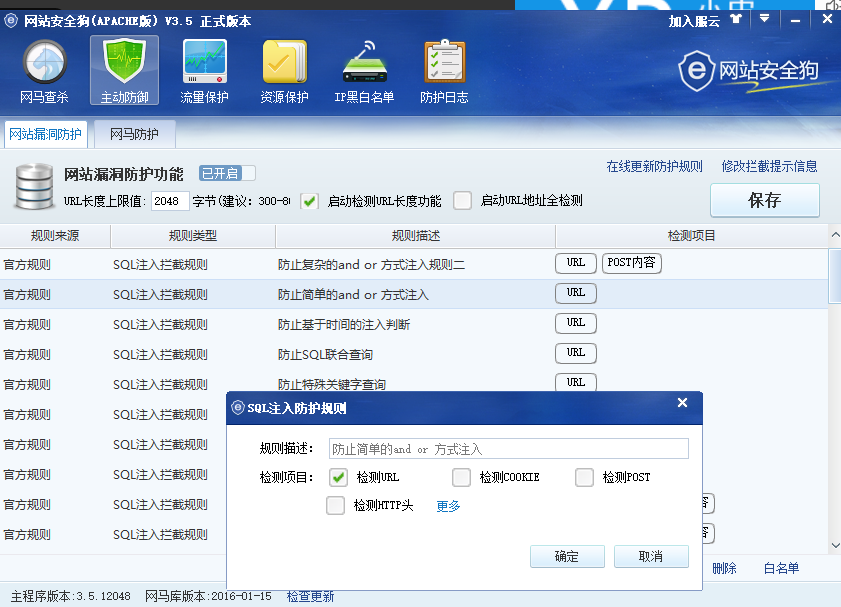 网站安全狗(APACHE版) V3.5 正式版本 加入服云
网马查杀 主动防御 流量保护 资源保护 IP黑白名单 防护日志
网站安全狗
网站漏洞防护 网马防护
网站漏洞防护功能 已开启 在线更新防护规则 修改拦截提示信息
URL长度上限值: 2048 字节(建议: 300-8 启动检测URL长度功能 启动URL地址全检测 保存
规则来源 规则类型 规则描述 检测项目
官方规则 SQL注入拦截规则 防止复杂的and or 方式注入规则二 URL POST内容
官方规则 SQL注入拦截规则 防止简单的and or 方式注入 URL
官方规则 SQL注入拦截规则 防止基于时间的注入判断 URL
官方规则 SQL注入拦截规则 防止SQL联合查询 URL
官方规则 SQL注入拦截规则 防止特殊关键字查询 URL
官方规则 SQL注入拦截规则
官方规则 SQL注入拦截规则
官方规则 SQL注入拦截规则
官方规则 SQL注入拦截规则
官方规则 SQL注入拦截规则
SQL注入防护规则
规则描述: 防止简单的and or 方式注入
检测项目: 检测URL 检测COOKIE 检测POST
检测HTTP头 更多
确定 取消
删除 白名单
主程序版本:3.5.12048 网马库版本:2016-01-15 检查更新